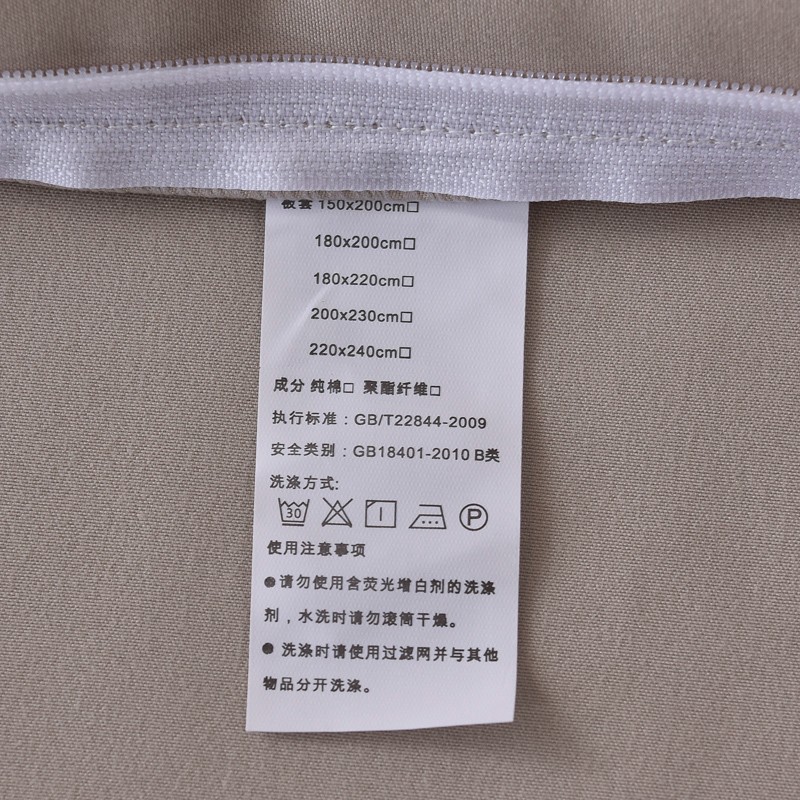 被套 150x200cm□
180x200cm□
180x220cm□
200x230cm□
220x240cm□
成分 纯棉□ 聚酯纤维□
执行标准：GB/T22844-2009
安全类别：GB18401-2010 B类
洗涤方式:
30 P
使用注意事项
●请勿使用含荧光增白剂的洗涤
剂，水洗时请勿滚筒干燥。
● 洗涤时请使用过滤网并与其他
物品分开洗涤。